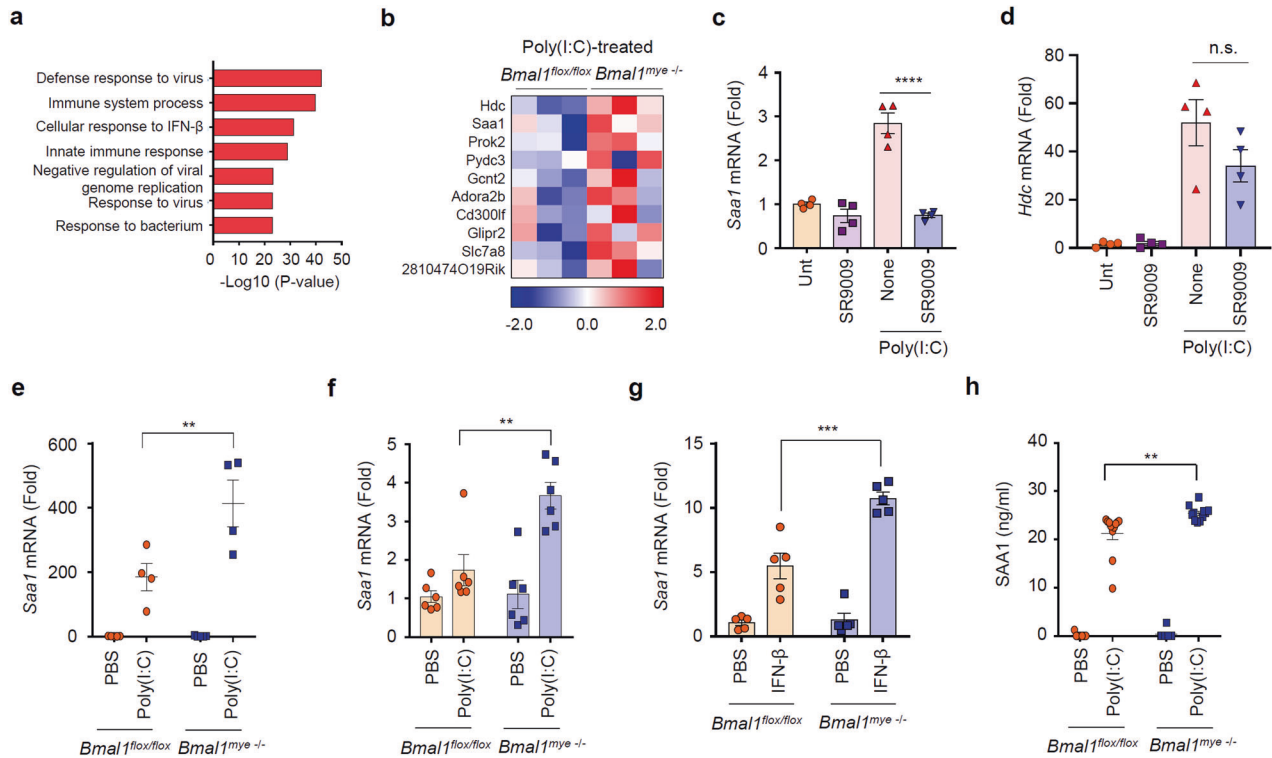 a
Defense response to virus
Immune system process
Cellular response to IFN-β
Innate immune response
Negative regulation of viral
genome replication
Response to virus
Response to bacterium
0 10 20 30 40 50
-Log10 (P-value)
b
Poly(I:C)-treated
Bmal1flox/flox Bmal1mye -/-
Hdc
Saa1
Prok2
Pydc3
Gcnt2
Adora2b
Cd300lf
Glipr2
Slc7a8
2810474O19Rik
-2.0 0.0 2.0
c
Saa1 mRNA (Fold)
4
3
2
1
0
****
Unt
SR9009
None
SR9009
Poly(I:C)
d
Hdc mRNA (Fold)
80
60
40
20
0
n.s.
Unt
SR9009
None
SR9009
Poly(I:C)
e
Saa1 mRNA (Fold)
600
400
200
0
**
PBS
Poly(I:C)
PBS
Poly(I:C)
Bmal1flox/flox
Bmal1mye -/-
f
Saa1 mRNA (Fold)
5
4
3
2
1
0
**
PBS
Poly(I:C)
PBS
Poly(I:C)
Bmal1flox/flox
Bmal1mye -/-
g
Saa1 mRNA (Fold)
15
10
5
0
***
PBS
IFN-β
PBS
IFN-β
Bmal1flox/flox
Bmal1mye -/-
h
SAA1 (ng/ml)
40
30
20
10
0
**
PBS
Poly(I:C)
PBS
Poly(I:C)
Bmal1flox/flox
Bmal1mye -/-